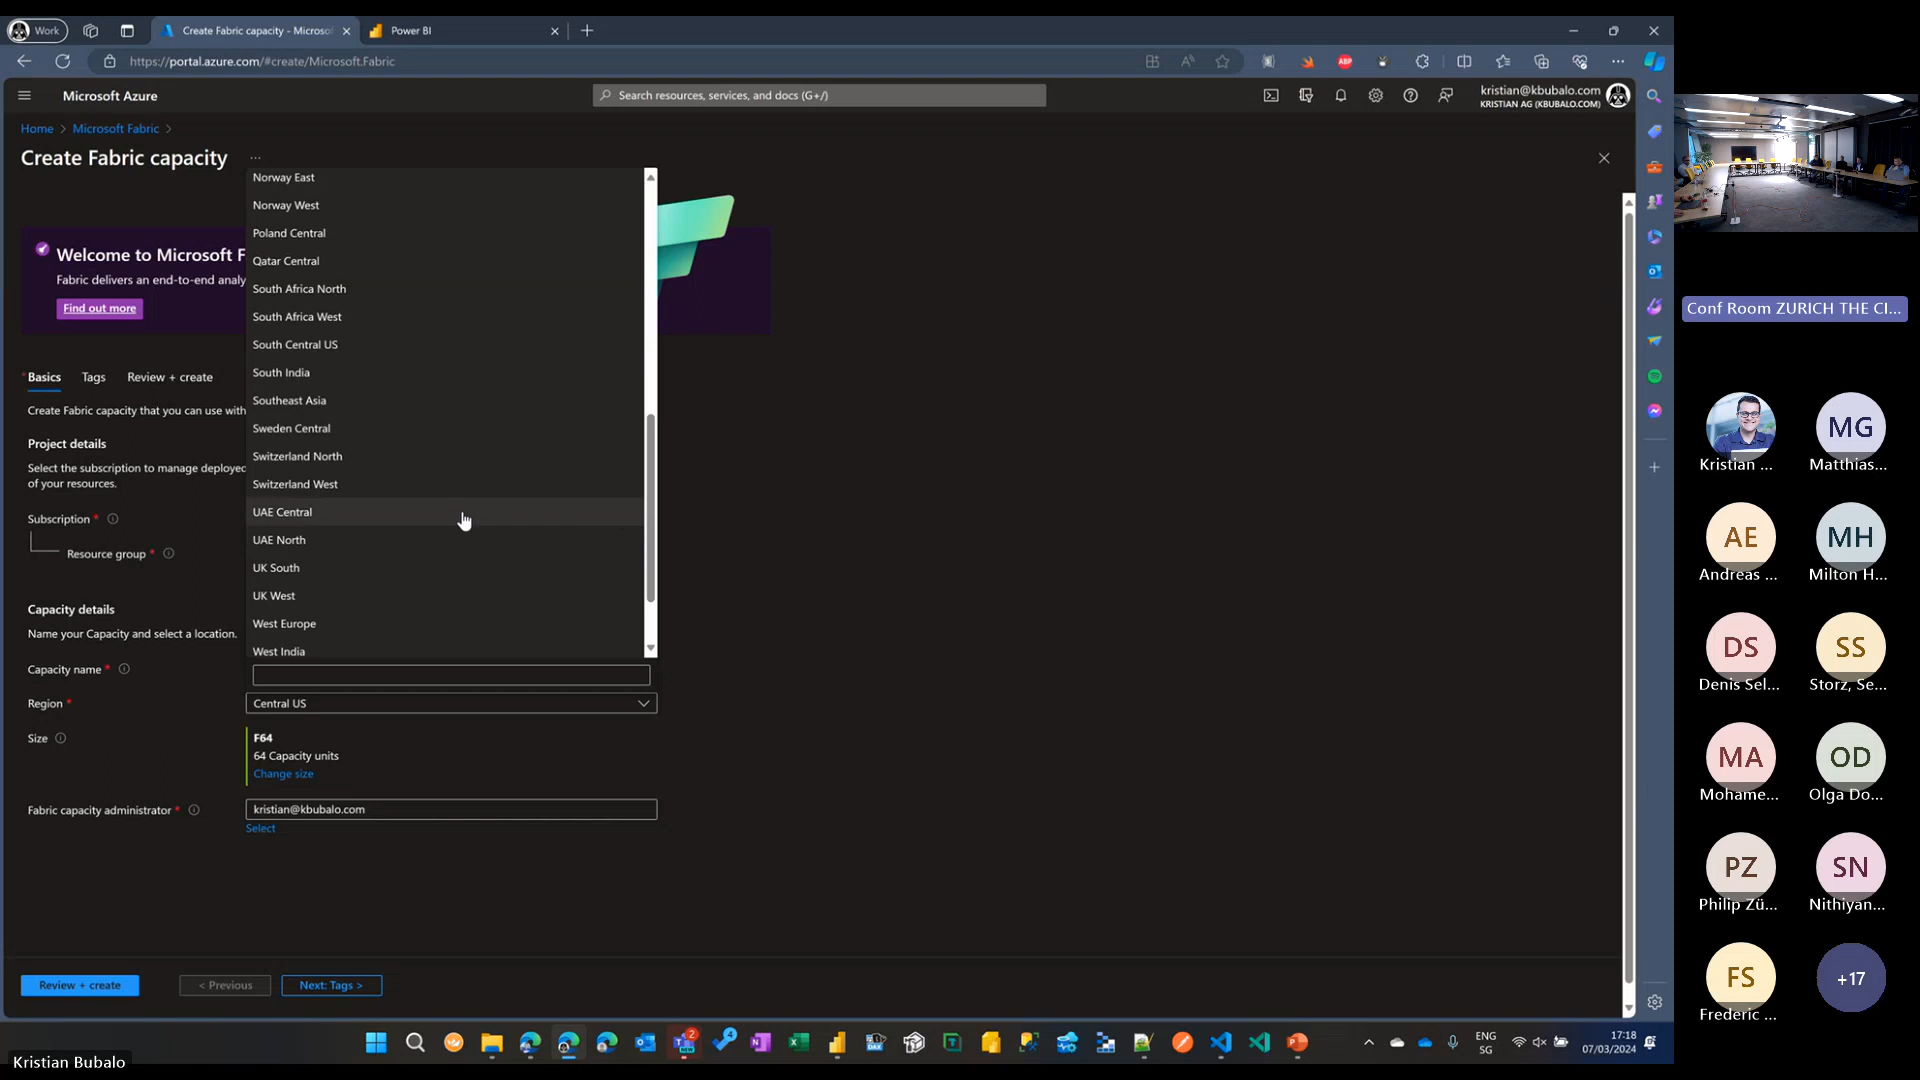 Work
Create Fabric capacity - Microso
Power BI
https://portal.azure.com/#create/Microsoft.Fabric
Microsoft Azure
Search resources, services, and docs (G+/)
kristian@kbubalo.com
KRISTIAN AG (KBUBALO.COM)
Home > Microsoft Fabric >
Create Fabric capacity
...
Norway East
Norway West
Poland Central
Qatar Central
South Africa North
South Africa West
South Central US
South India
Southeast Asia
Sweden Central
Switzerland North
Switzerland West
UAE Central
UAE North
UK South
UK West
West Europe
West India
Welcome to Microsoft F
Fabric delivers an end-to-end analy
Find out more
* Basics
Tags
Review + create
Create Fabric capacity that you can use with
Project details
Select the subscription to manage deployed
of your resources.
Subscription *
Resource group *
Capacity details
Name your Capacity and select a location.
Capacity name *
Region *
Central US
Size
F64
64 Capacity units
Change size
Fabric capacity administrator *
kristian@kbubalo.com
Select
Review + create
< Previous
Next: Tags >
ABP
Conf Room ZURICH THE CI...
Kristian ...
MG
Matthias...
AE
Andreas ...
MH
Milton H...
DS
Denis Sel...
SS
Storz, Se...
MA
Mohame...
OD
Olga Do...
PZ
Philip Zü...
SN
Nithiyan...
FS
Frederic ...
+17
2
4
DAX
ENG
SG
17:18
07/03/2024
Kristian Bubalo